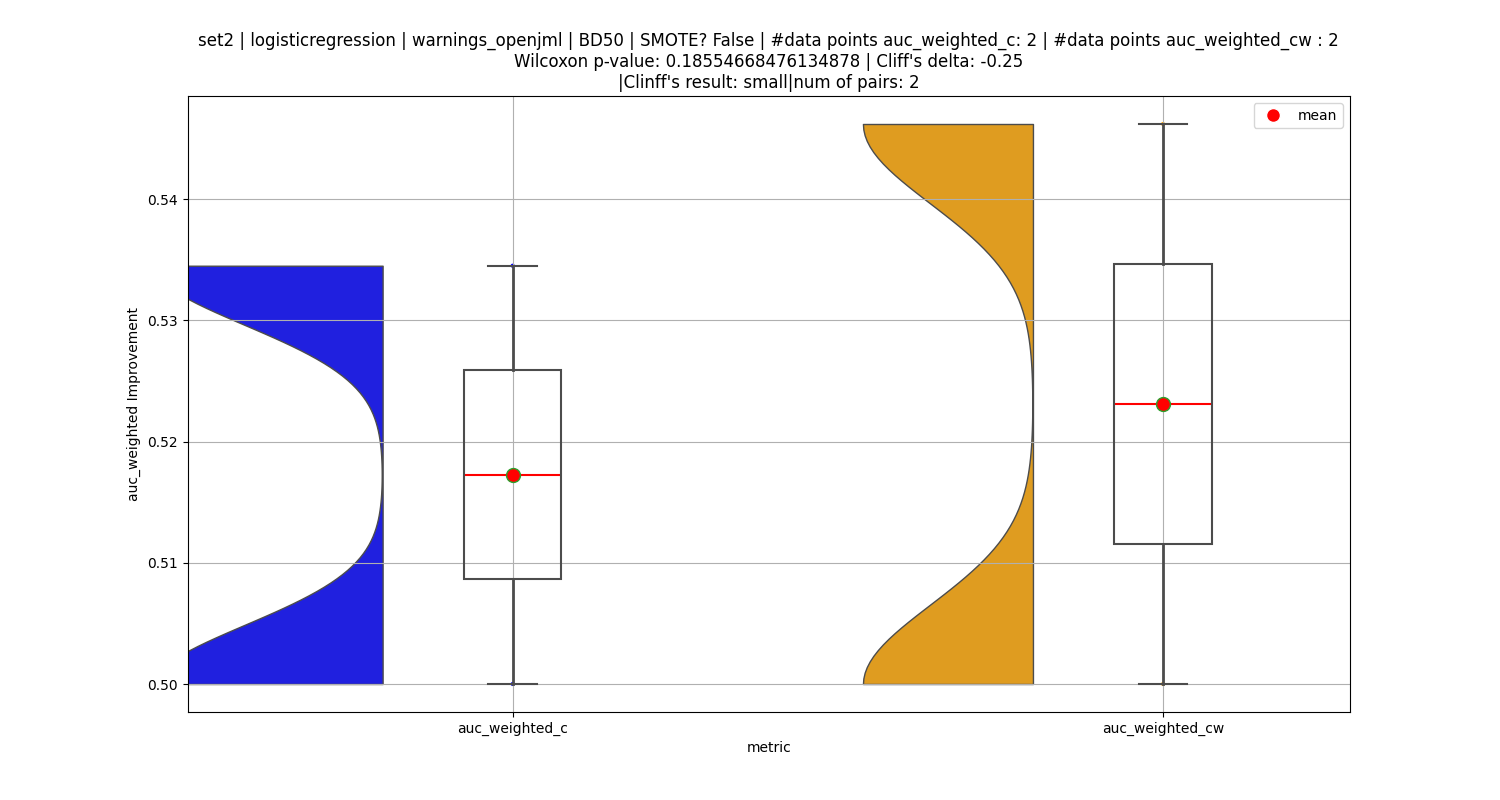 set2 | logisticregression | warnings_openjml | BD50 | SMOTE? False | #data points auc_weighted_c: 2 | #data points auc_weighted_cw : 2
Wilcoxon p-value: 0.18554668476134878 | Cliff's delta: -0.25
|Clinff's result: small|num of pairs: 2
mean
0.54
0.53
0.52
0.51
0.50
auc_weighted Improvement
auc_weighted_c
auc_weighted_cw
metric